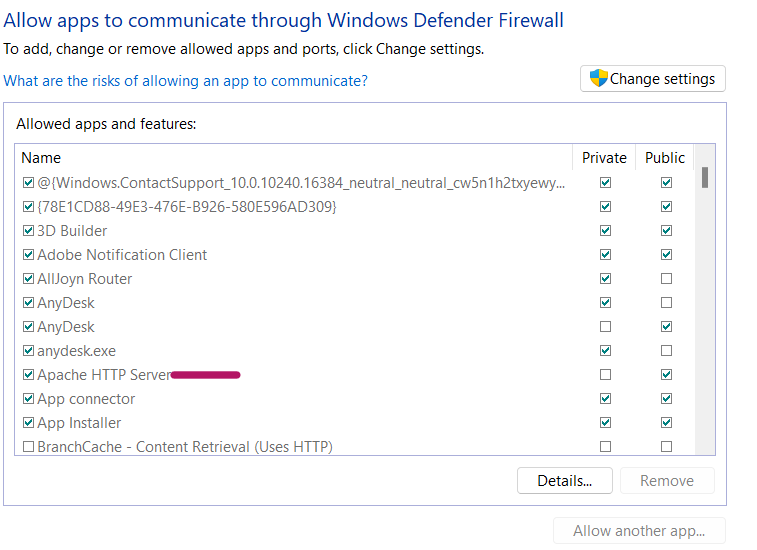 Allow apps to communicate through Windows Defender Firewall
To add, change or remove allowed apps and ports, click Change settings.
What are the risks of allowing an app to communicate?
Change settings
Allowed apps and features:
Name Private Public
@{Windows.ContactSupport_10.0.10240.16384_neutral_neutral_cw5n1h2txyewy...
{78E1CD88-49E3-476E-B926-580E596AD309}
3D Builder
Adobe Notification Client
AllJoyn Router
AnyDesk
AnyDesk
anydesk.exe
Apache HTTP Server
App connector
App Installer
BranchCache - Content Retrieval (Uses HTTP)
Details... Remove
Allow another app...